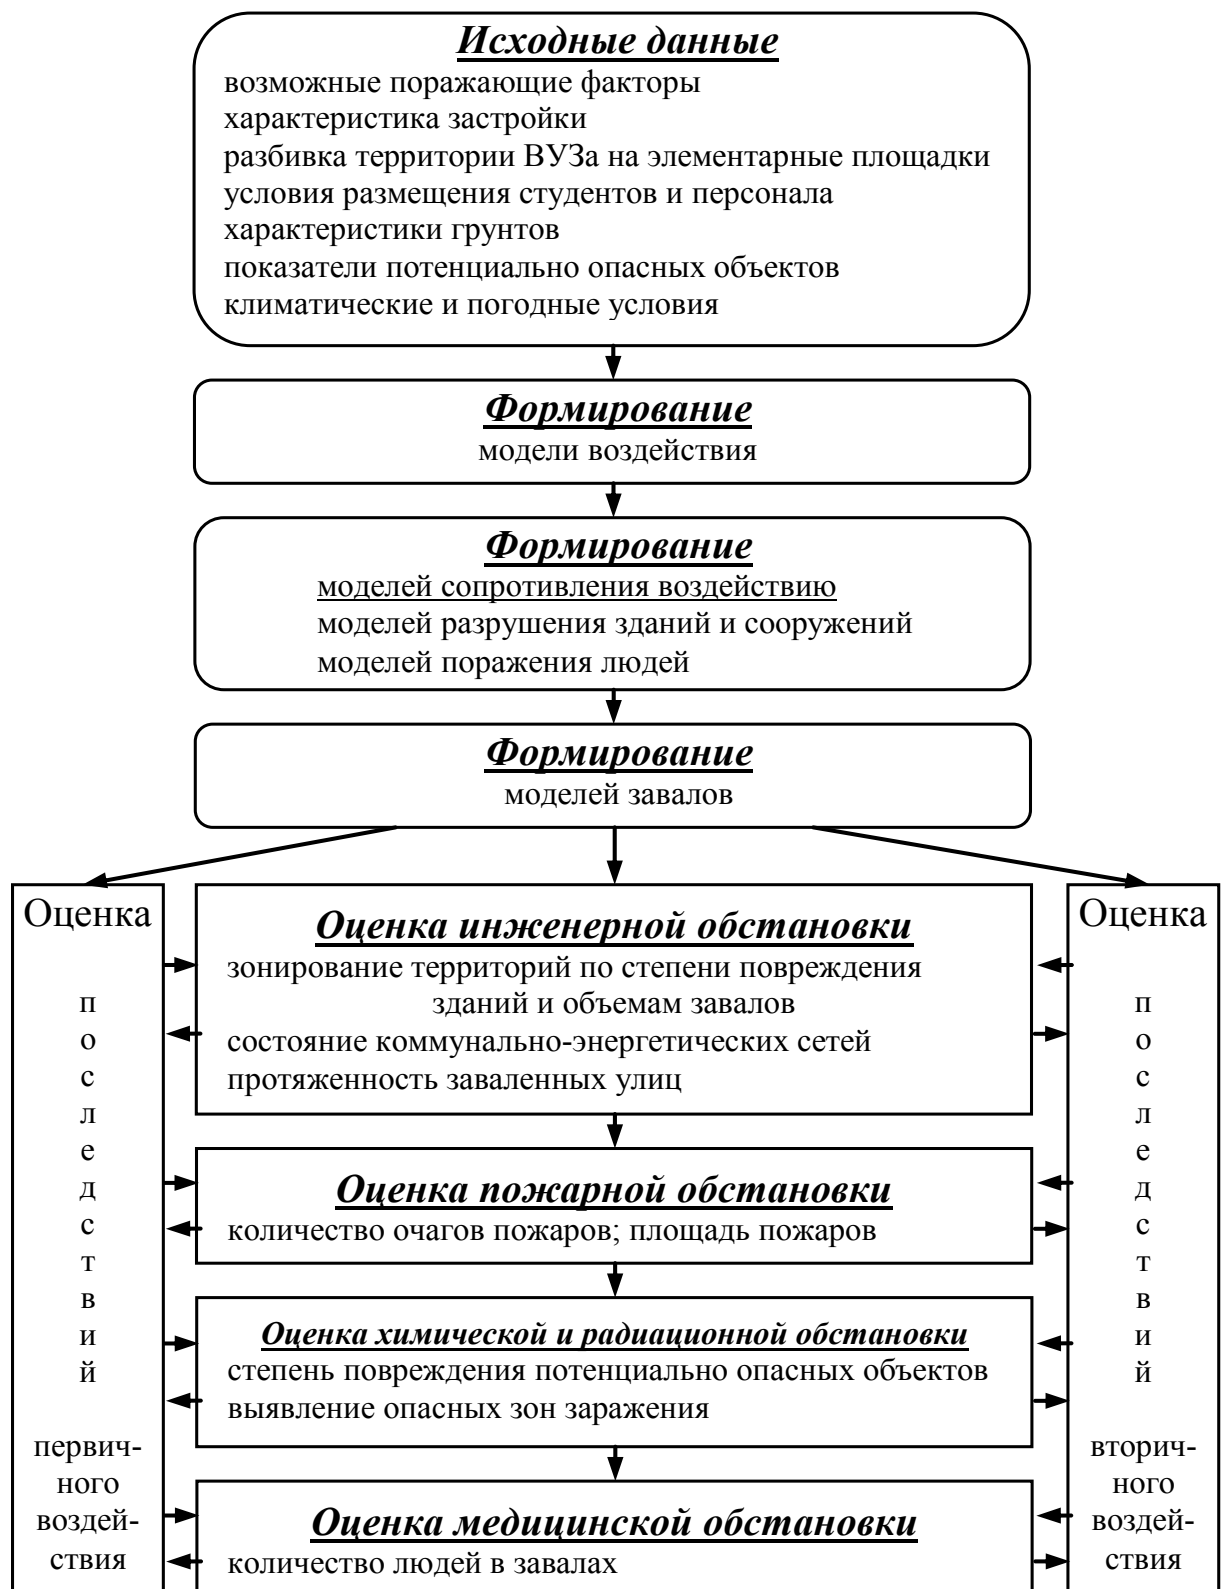 Исходные данные
возможные поражающие факторы
характеристика застройки
разбивка территории ВУЗа на элементарные площадки
условия размещения студентов и персонала
характеристики грунтов
показатели потенциально опасных объектов
климатические и погодные условия
Формирование
модели воздействия
Формирование
моделей сопротивления воздействию
моделей разрушения зданий и сооружений
моделей поражения людей
Формирование
моделей завалов
Оценка
п
о
с
л
е
д
с
т
в
и
й
первич-
ного
воздей-
ствия
Оценка инженерной обстановки
зонирование территорий по степени повреждения
зданий и объемам завалов
состояние коммунально-энергетических сетей
протяженность заваленных улиц
Оценка пожарной обстановки
количество очагов пожаров; площадь пожаров
Оценка химической и радиационной обстановки
степень повреждения потенциально опасных объектов
выявление опасных зон заражения
Оценка медицинской обстановки
количество людей в завалах
Оценка
п
о
с
л
е
д
с
т
в
и
й
вторич-
ного
воздей-
ствия